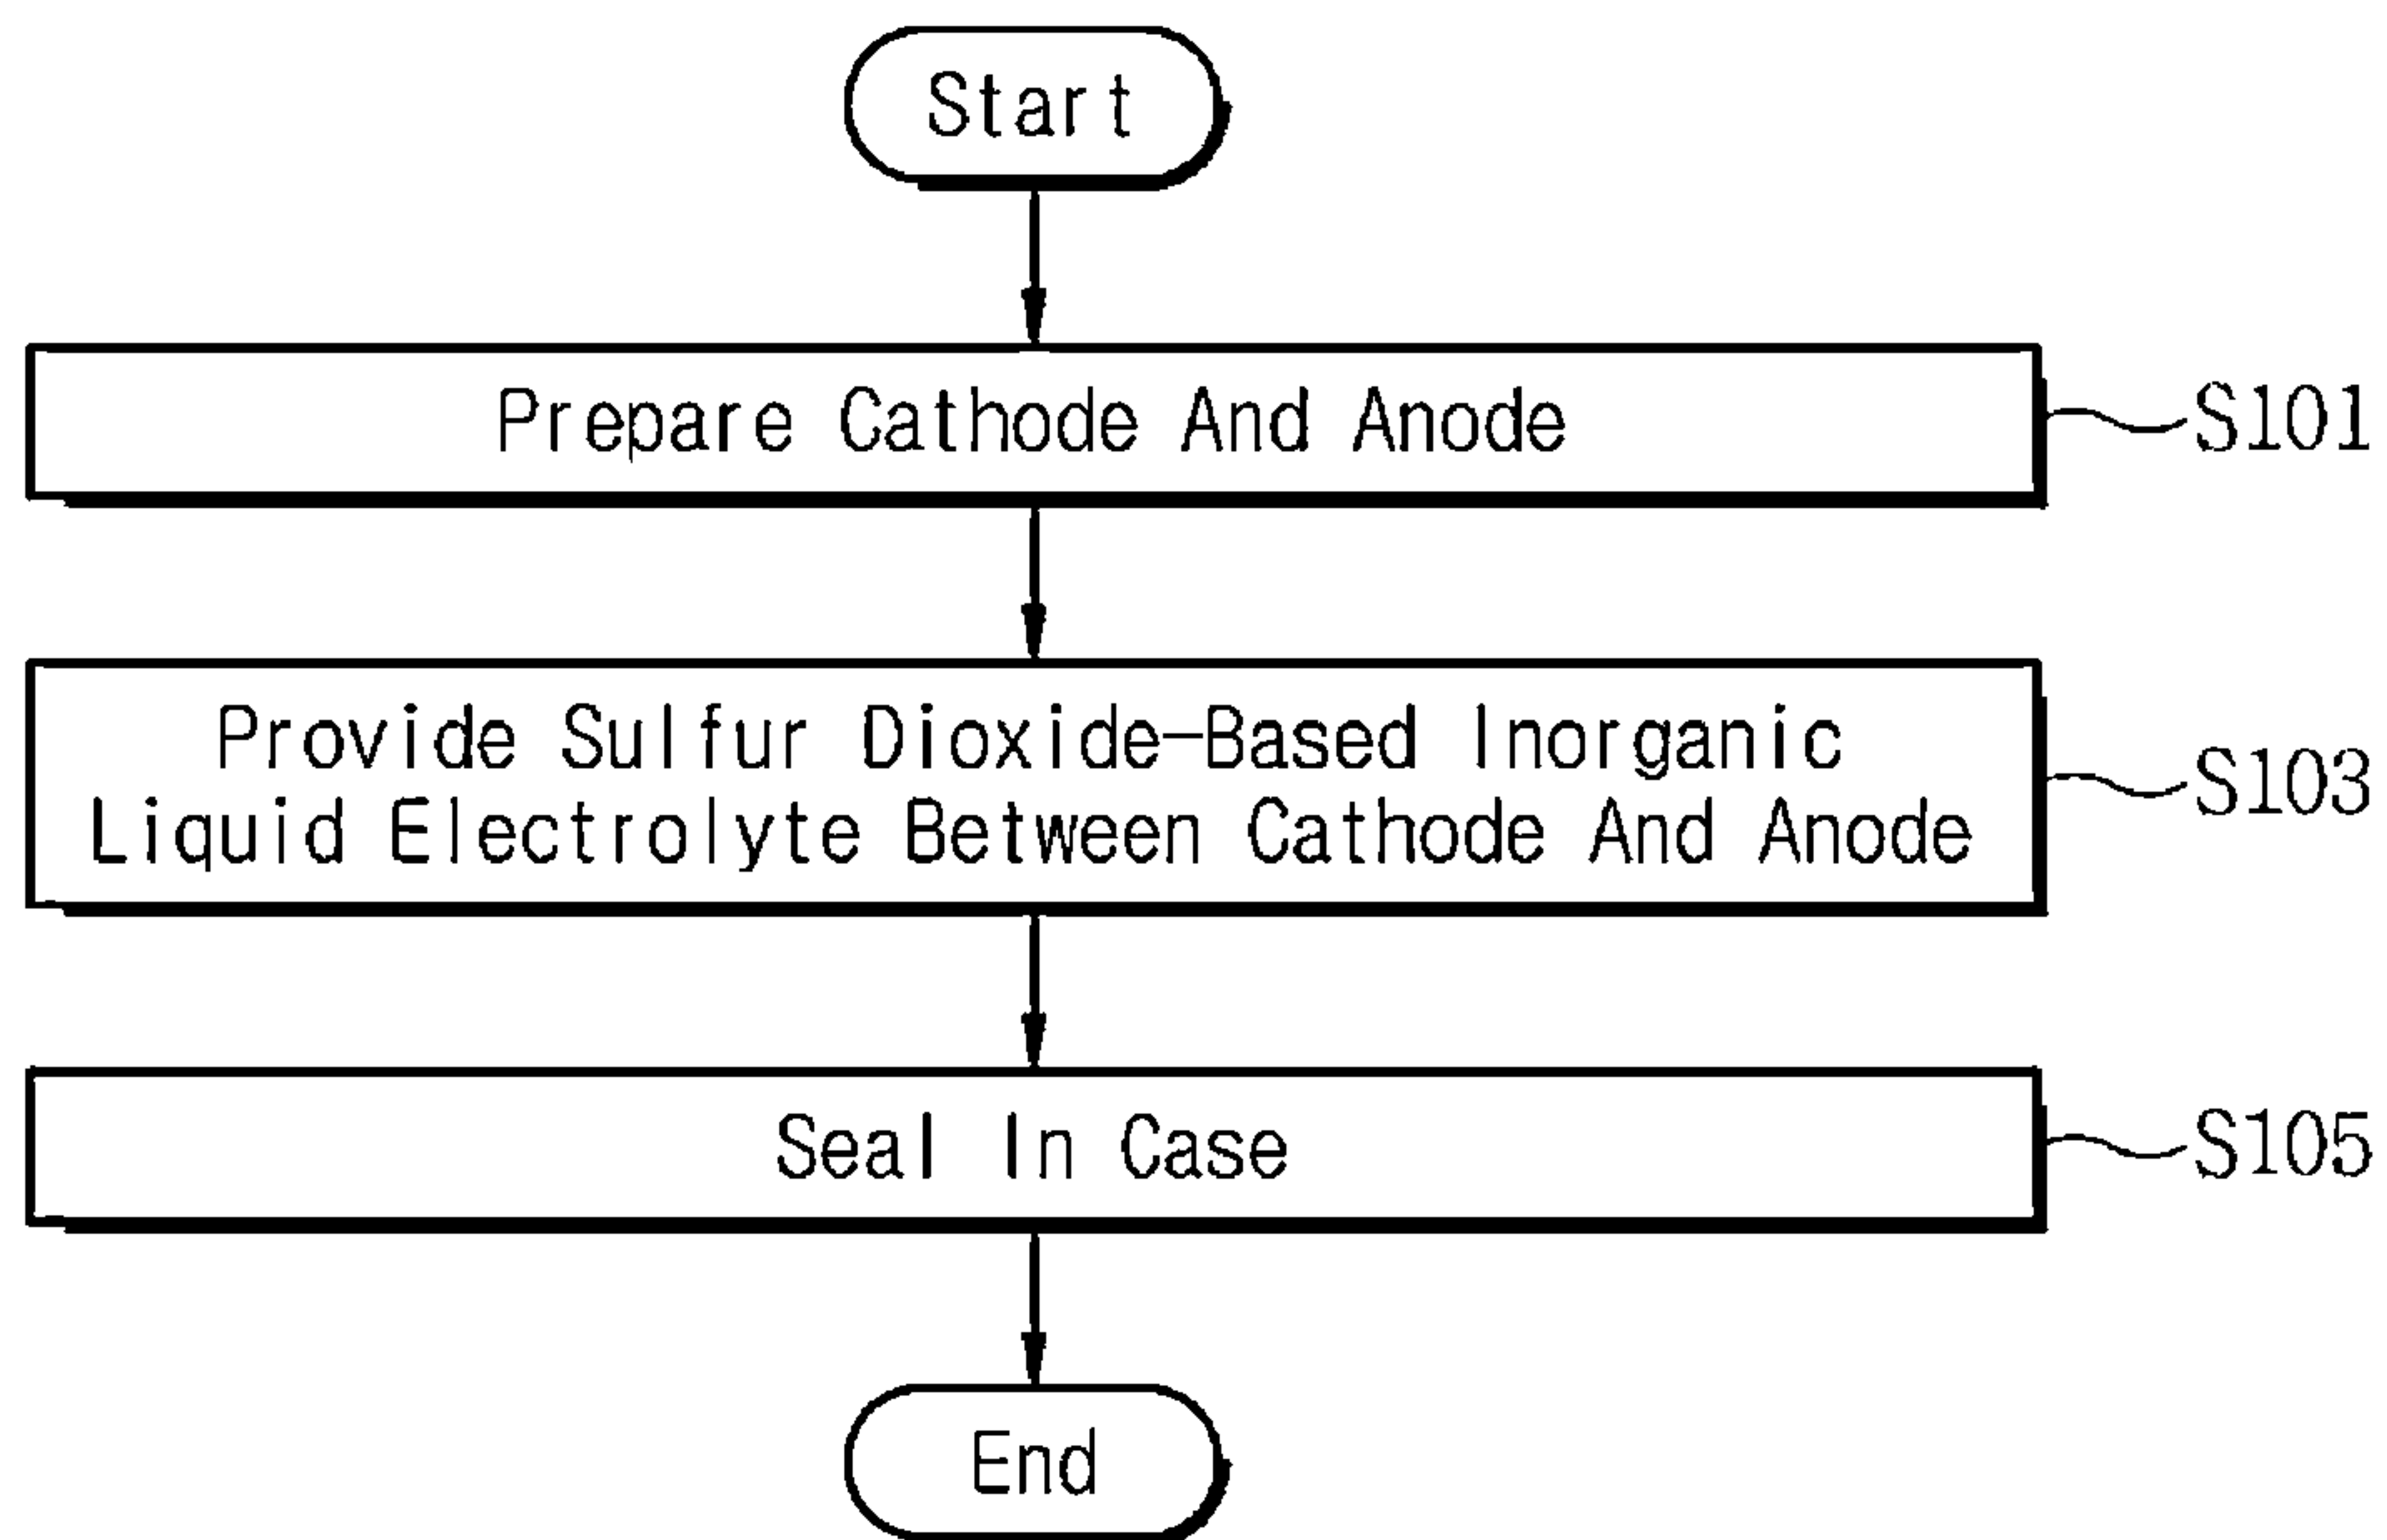 Start
Prepare Cathode And Anode
S101
Provide Sulfur Dioxide-Based Inorganic
Liquid Electrolyte Between Cathode And Anode
S103
Seal In Case
S105
End